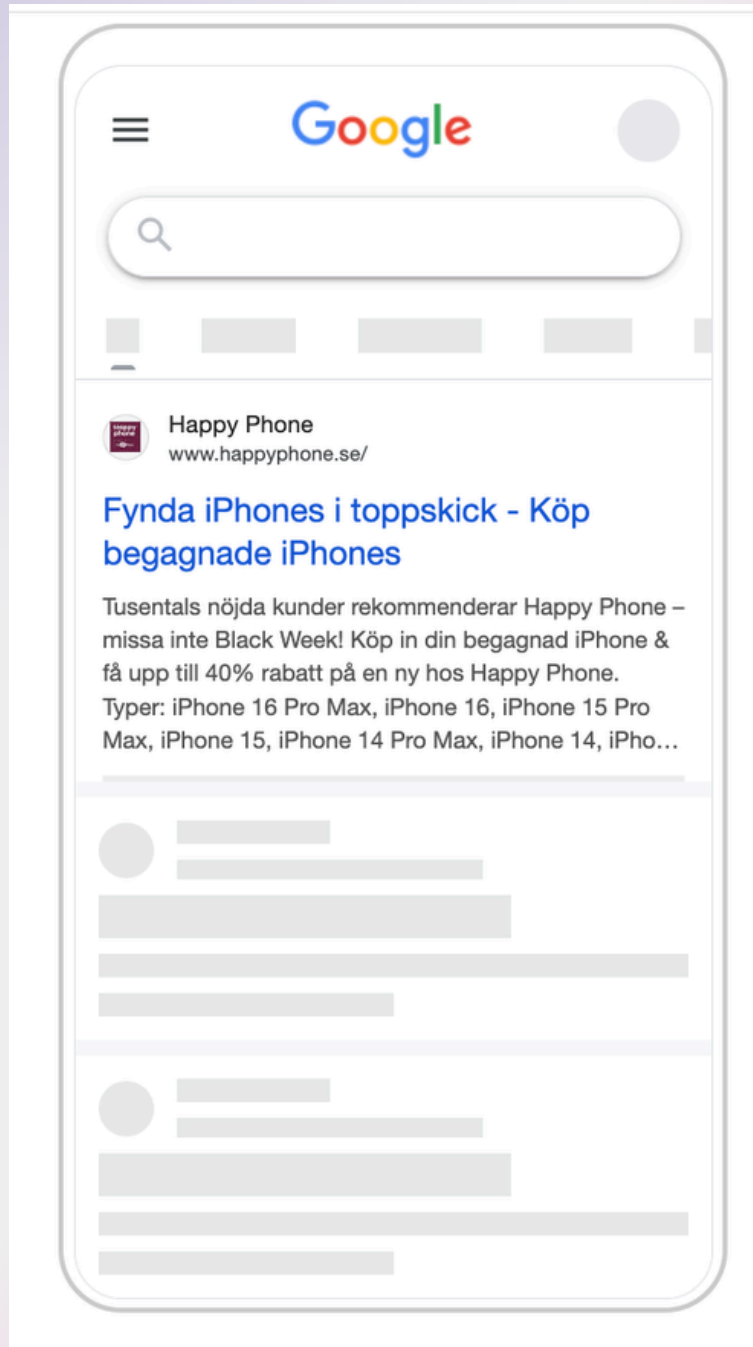 Google
Happy Phone
www.happyphone.se/
Fynda iPhones i toppskick - Köp
begagnade iPhones
Tusentals nöjda kunder rekommenderar Happy Phone –
missa inte Black Week! Köp in din begagnad iPhone &
få upp till 40% rabatt på en ny hos Happy Phone.
Typer: iPhone 16 Pro Max, iPhone 16, iPhone 15 Pro
Max, iPhone 15, iPhone 14 Pro Max, iPhone 14, iPho...